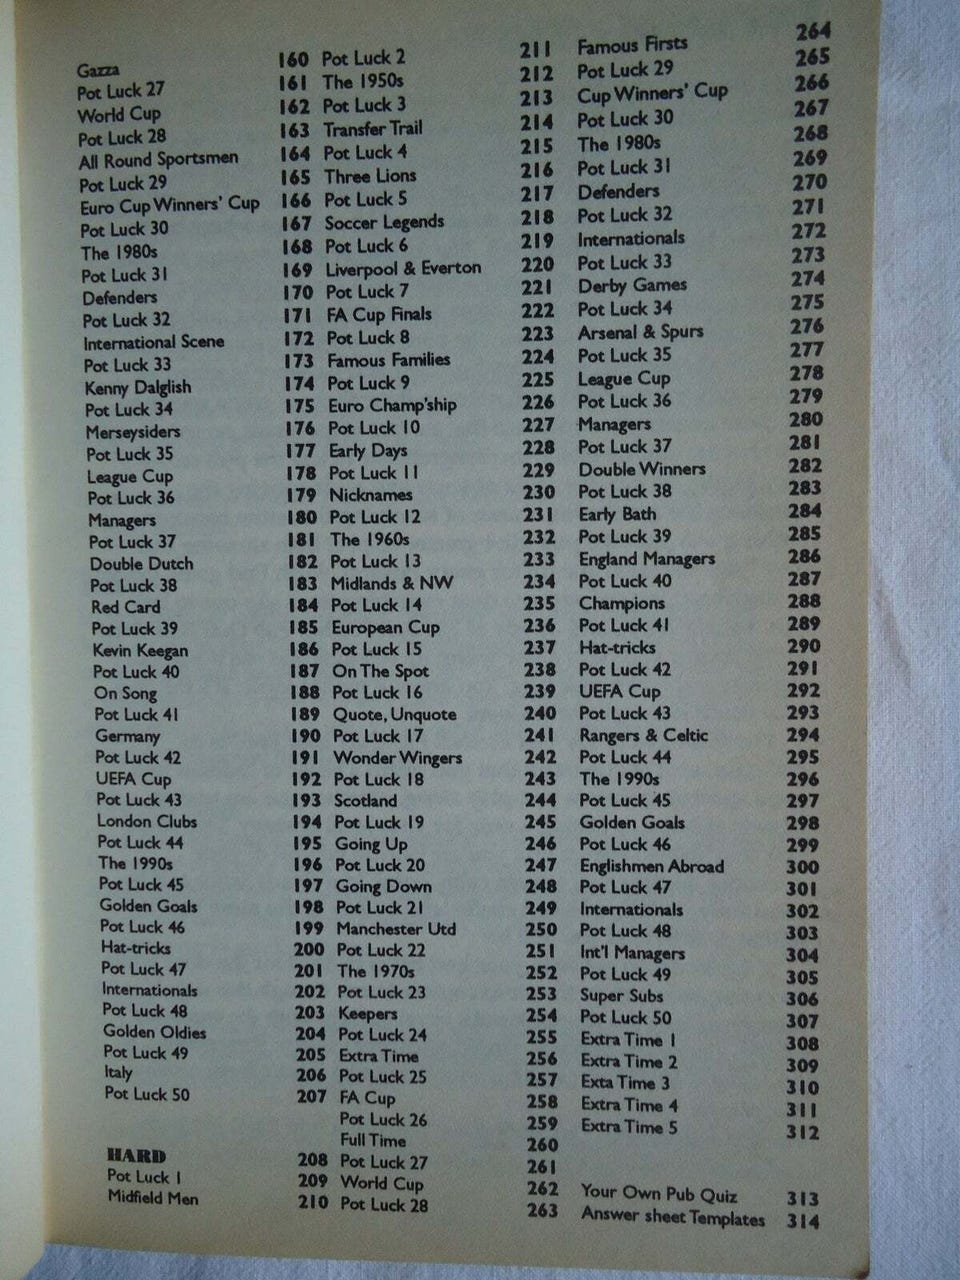 Gazza 160
Pot Luck 27 161
World Cup 162
Pot Luck 28 163
All Round Sportsmen 164
Pot Luck 29 165
Euro Cup Winners' Cup 166
Pot Luck 30 167
The 1980s 168
Pot Luck 31 169
Defenders 170
Pot Luck 32 171
International Scene 172
Pot Luck 33 173
Kenny Dalglish 174
Pot Luck 34 175
Merseysiders 176
Pot Luck 35 177
League Cup 178
Pot Luck 36 179
Managers 180
Pot Luck 37 181
Double Dutch 182
Pot Luck 38 183
Red Card 184
Pot Luck 39 185
Kevin Keegan 186
Pot Luck 40 187
On Song 188
Pot Luck 41 189
Germany 190
Pot Luck 42 191
UEFA Cup 192
Pot Luck 43 193
London Clubs 194
Pot Luck 44 195
The 1990s 196
Pot Luck 45 197
Golden Goals 198
Pot Luck 46 199
Hat-tricks 200
Pot Luck 47 201
Internationals 202
Pot Luck 48 203
Golden Oldies 204
Pot Luck 49 205
Italy 206
Pot Luck 50 207
HARD 208
Pot Luck 1 209
Midfield Men 210
Pot Luck 2 211
The 1950s 212
Pot Luck 3 213
Transfer Trail 214
Pot Luck 4 215
Three Lions 216
Pot Luck 5 217
Soccer Legends 218
Pot Luck 6 219
Liverpool & Everton 220
Pot Luck 7 221
FA Cup Finals 222
Pot Luck 8 223
Famous Families 224
Pot Luck 9 225
Euro Champ'ship 226
Pot Luck 10 227
Early Days 228
Pot Luck 11 229
Nicknames 230
Pot Luck 12 231
The 1960s 232
Pot Luck 13 233
Midlands & NW 234
Pot Luck 14 235
European Cup 236
Pot Luck 15 237
On The Spot 238
Pot Luck 16 239
Quote, Unquote 240
Pot Luck 17 241
Wonder Wingers 242
Pot Luck 18 243
Scotland 244
Pot Luck 19 245
Going Up 246
Pot Luck 20 247
Going Down 248
Pot Luck 21 249
Manchester Utd 250
Pot Luck 22 251
The 1970s 252
Pot Luck 23 253
Keepers 254
Pot Luck 24 255
Extra Time 256
Pot Luck 25 257
FA Cup 258
Pot Luck 26 259
Full Time 260
Pot Luck 27 261
World Cup 262
Pot Luck 28 263
Famous Firsts 264
Pot Luck 29 265
Cup Winners' Cup 266
Pot Luck 30 267
The 1980s 268
Pot Luck 31 269
Defenders 270
Pot Luck 32 271
Internationals 272
Pot Luck 33 273
Derby Games 274
Pot Luck 34 275
Arsenal & Spurs 276
Pot Luck 35 277
League Cup 278
Pot Luck 36 279
Managers 280
Pot Luck 37 281
Double Winners 282
Pot Luck 38 283
Early Bath 284
Pot Luck 39 285
England Managers 286
Pot Luck 40 287
Champions 288
Pot Luck 41 289
Hat-tricks 290
Pot Luck 42 291
UEFA Cup 292
Pot Luck 43 293
Rangers & Celtic 294
Pot Luck 44 295
The 1990s 296
Pot Luck 45 297
Golden Goals 298
Pot Luck 46 299
Englishmen Abroad 300
Pot Luck 47 301
Internationals 302
Pot Luck 48 303
Int'l Managers 304
Pot Luck 49 305
Super Subs 306
Pot Luck 50 307
Extra Time 1 308
Extra Time 2 309
Exta Time 3 310
Extra Time 4 311
Extra Time 5 312
Your Own Pub Quiz 313
Answer sheet Templates 314